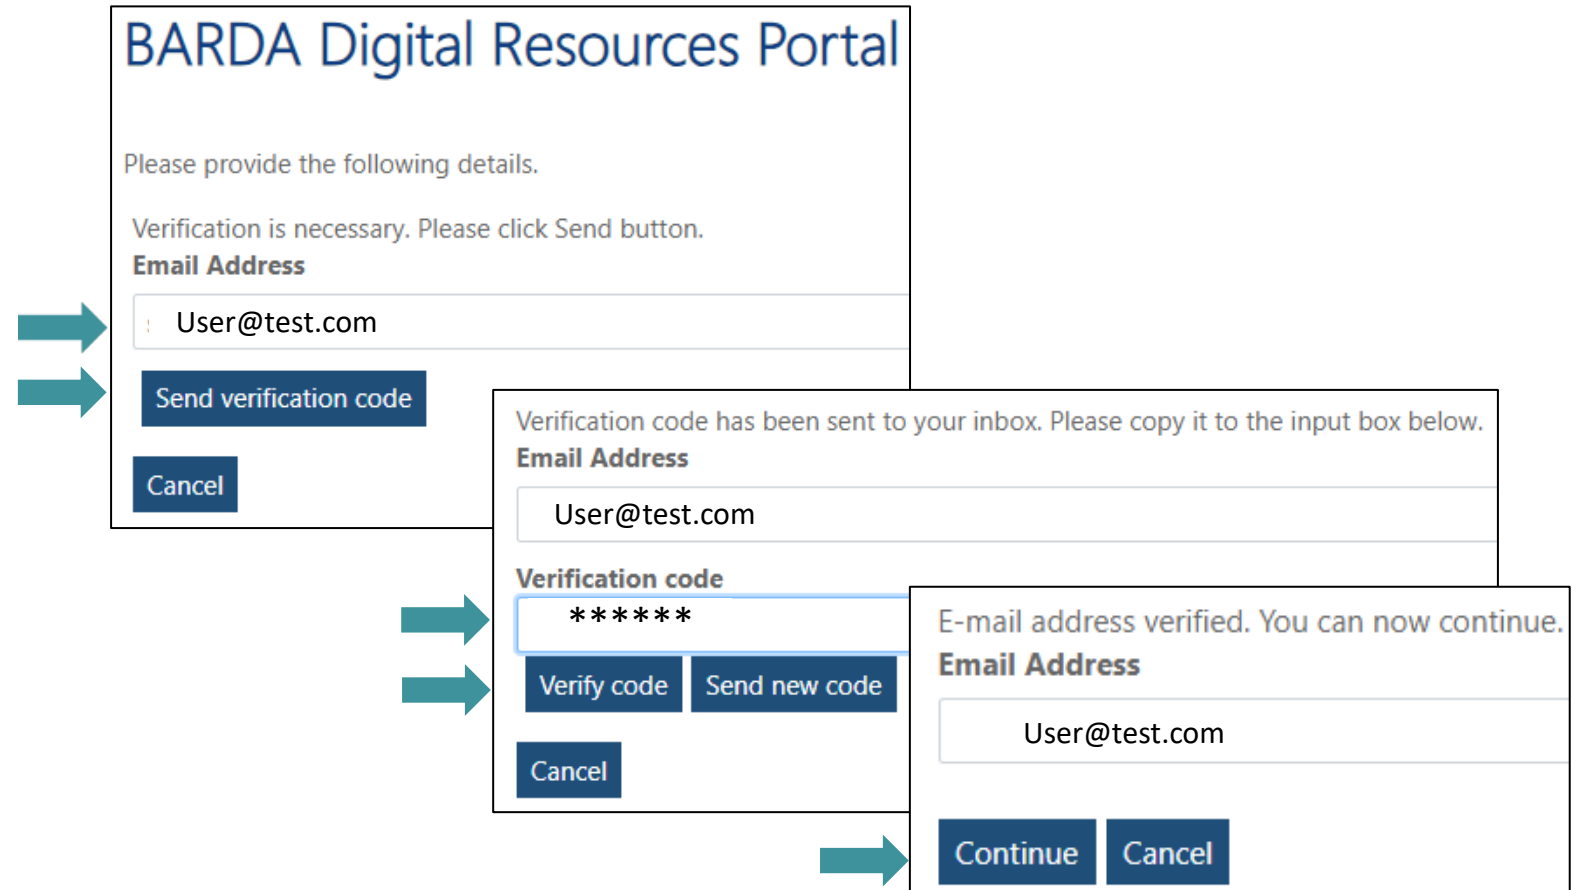 BARDA Digital Resources Portal
Please provide the following details.
Verification is necessary. Please click Send button.
Email Address
User@test.com
Send verification code
Cancel
Verification code has been sent to your inbox. Please copy it to the input box below.
Email Address
User@test.com
Verification code
******
Verify code Send new code
Cancel
E-mail address verified. You can now continue.
Email Address
User@test.com
Continue Cancel